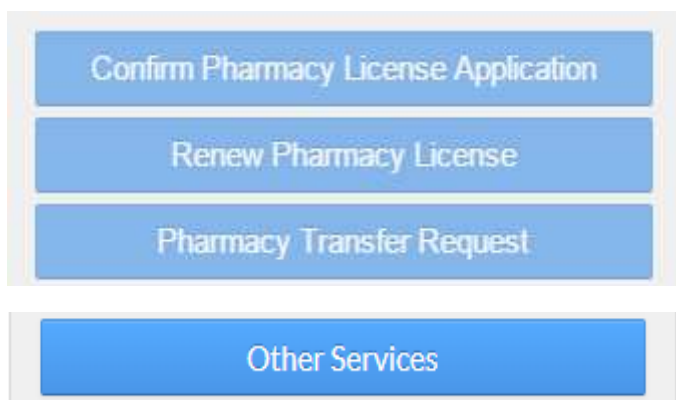 Confirm Pharmacy License Application
Renew Pharmacy License
Pharmacy Transfer Request
Other Services